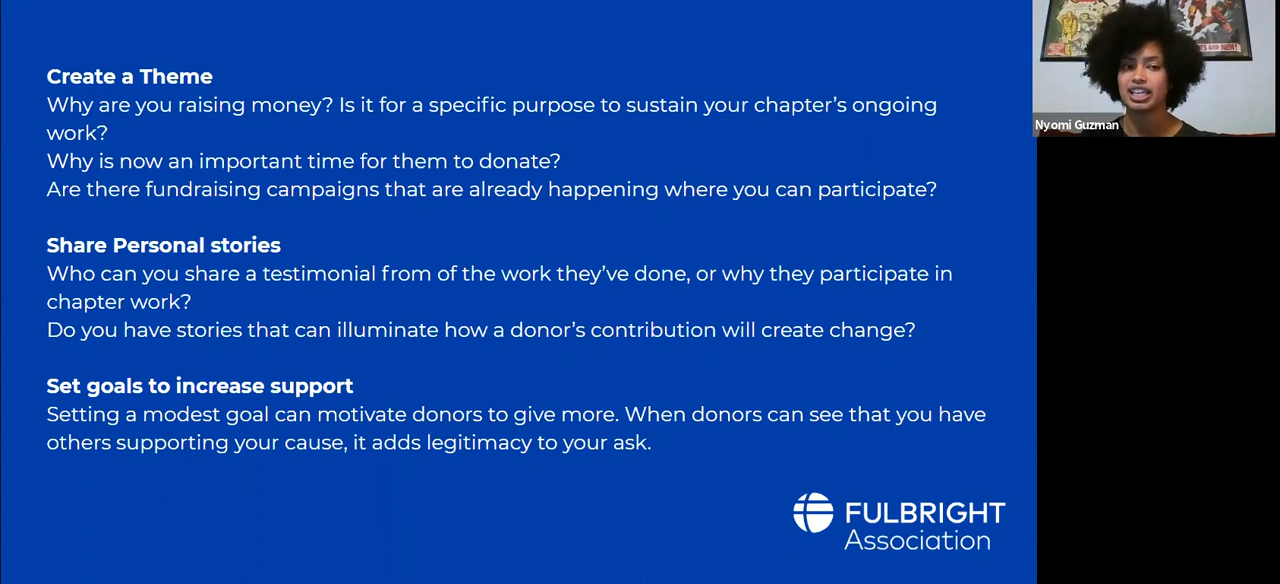 Create a Theme
Why are you raising money? Is it for a specific purpose to sustain your chapter’s ongoing
work?
Why is now an important time for them to donate?
Are there fundraising campaigns that are already happening where you can participate?
Share Personal stories
Who can you share a testimonial from of the work they’ve done, or why they participate in
chapter work?
Do you have stories that can illuminate how a donor’s contribution will create change?
Set goals to increase support
Setting a modest goal can motivate donors to give more. When donors can see that you have
others supporting your cause, it adds legitimacy to your ask.
FULBRIGHT
Association
Nyomi Guzman
AND NEW!